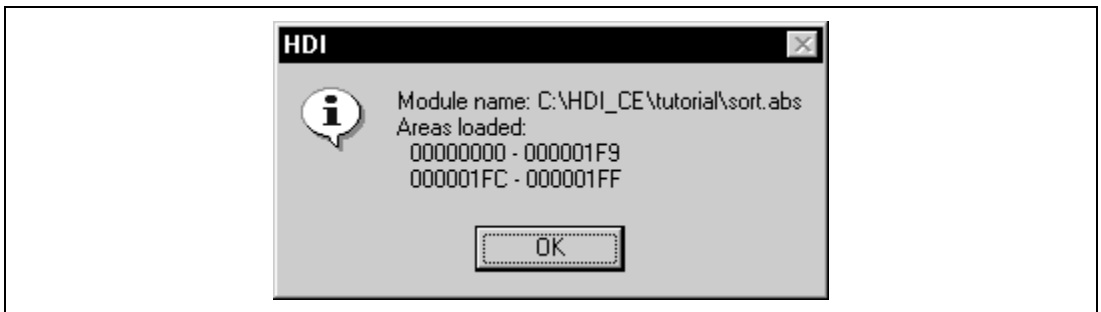 HDI
Module name: C:\HDI_CE\tutorial\sort.abs
Areas loaded:
00000000 - 000001F9
000001FC - 000001FF
OK